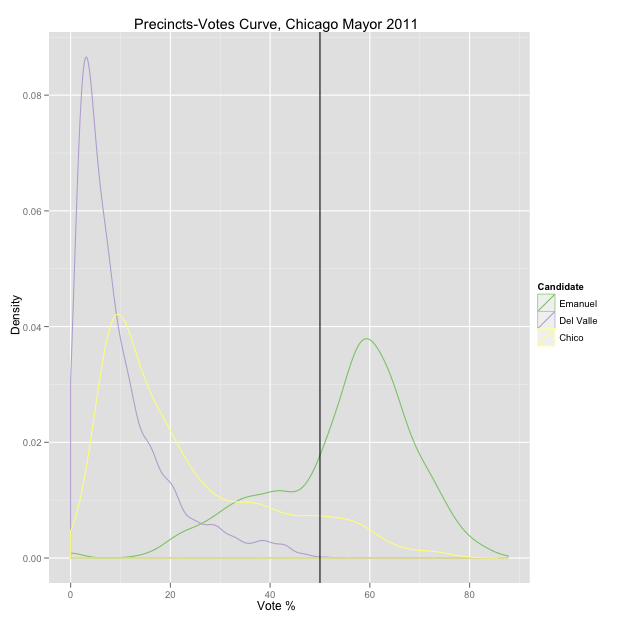 Precincts-Votes Curve, Chicago Mayor 2011
0.08
0.06
0.04
0.02
0.00
Density
0
20
40
60
80
Vote %
Candidate
Emanuel
Del Valle
Chico